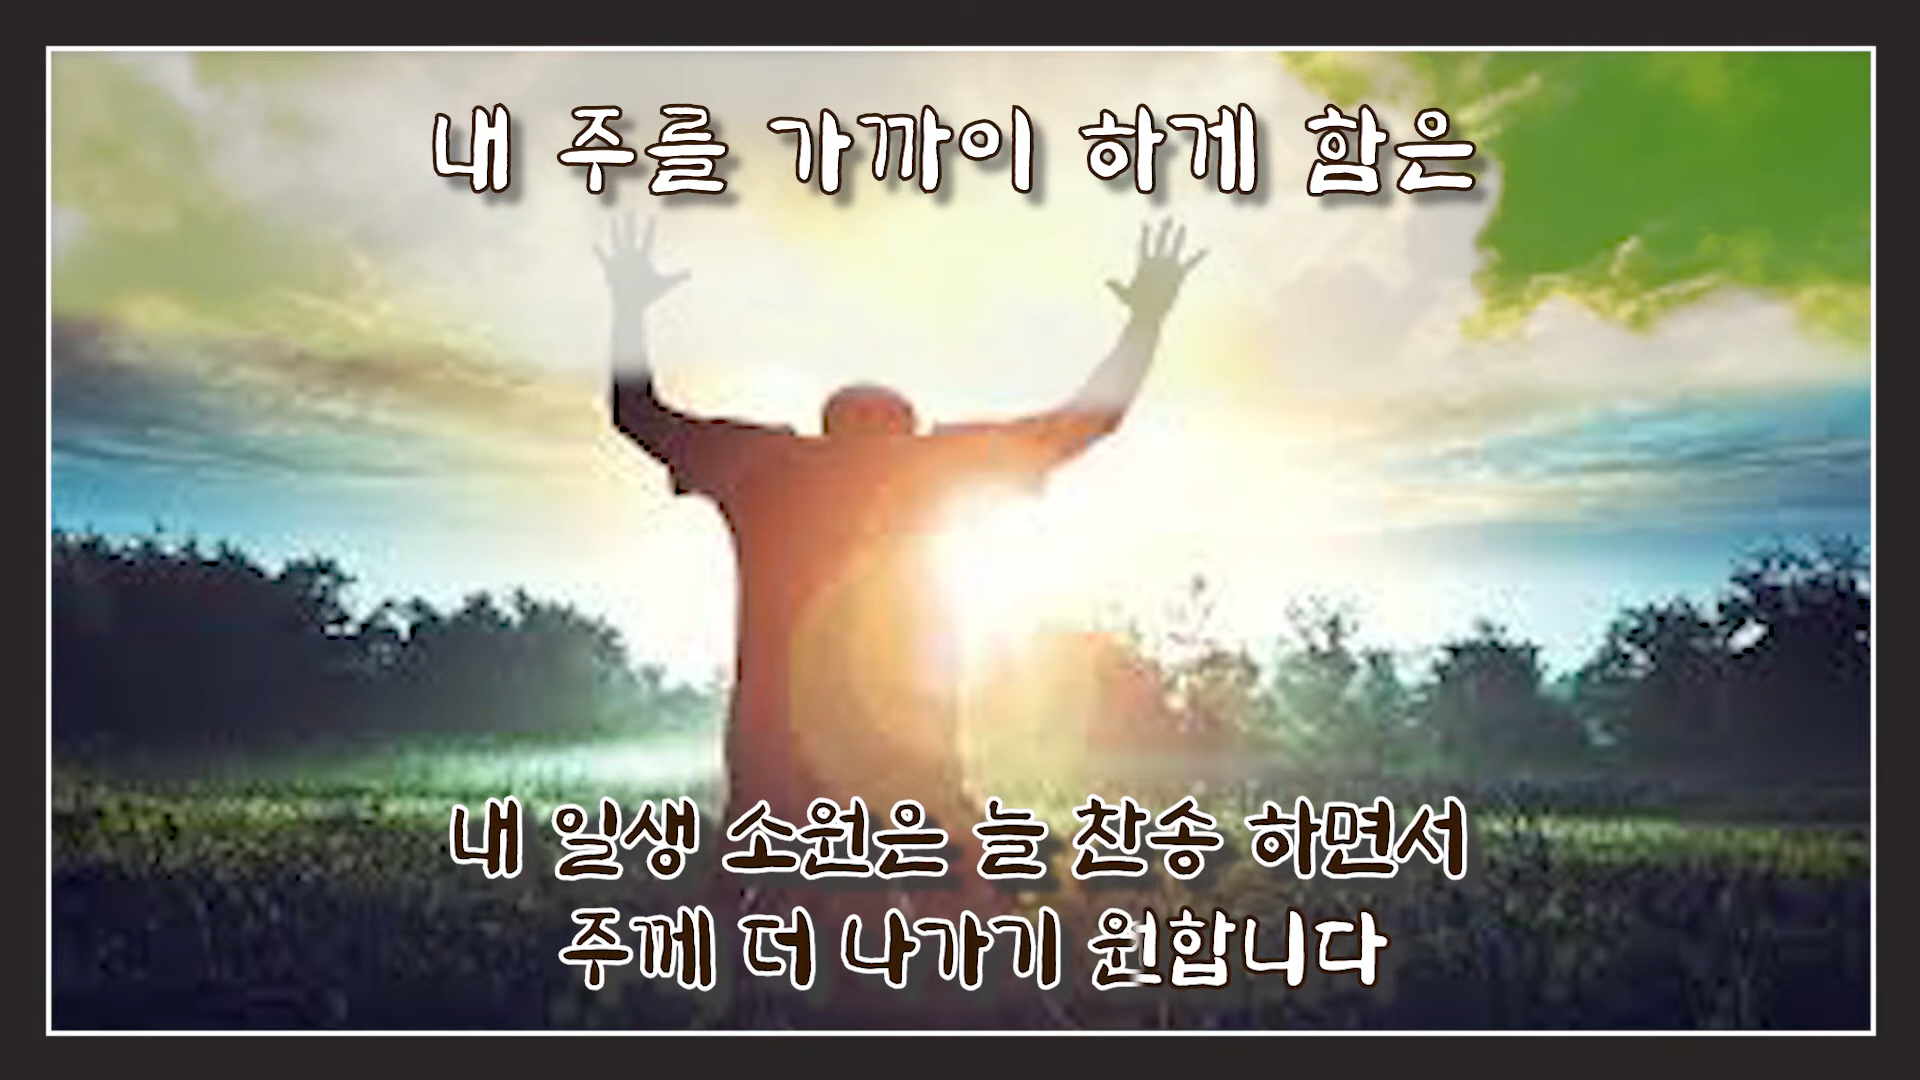 내 주를 가까이 하게 함은
내 일생 소원은 늘 찬송 하면서
주께 더 나가기 원합니다